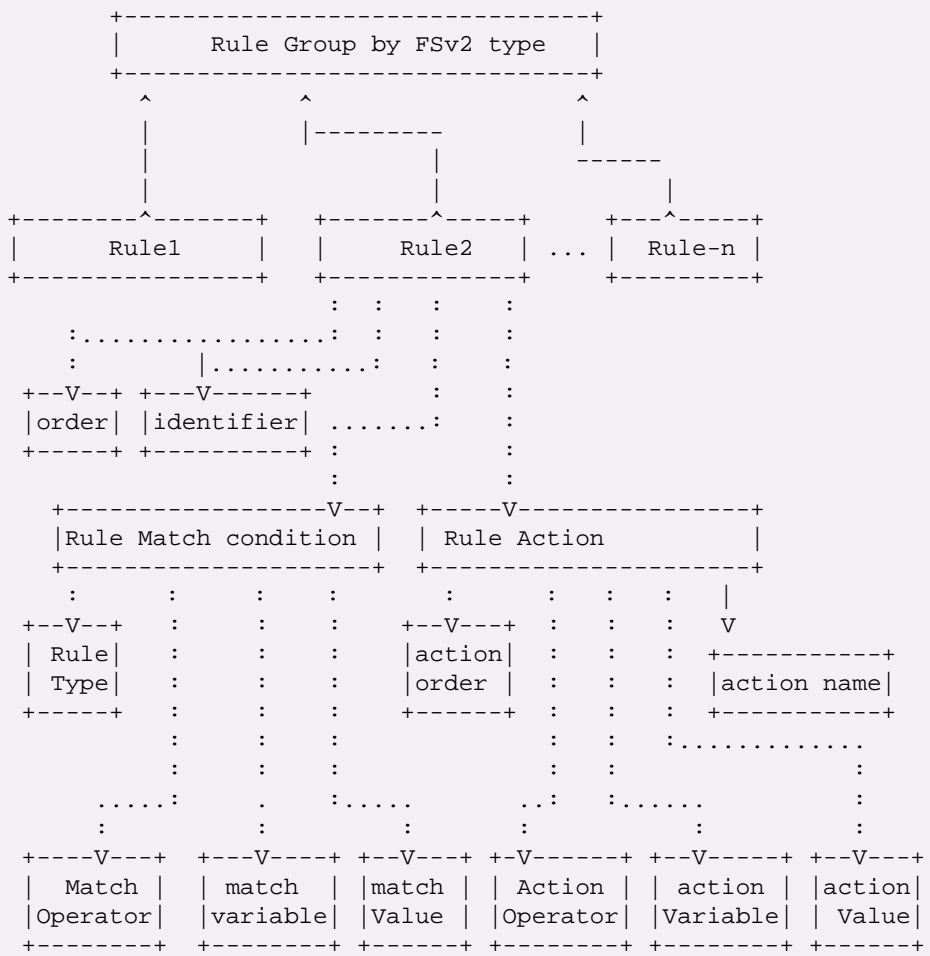 Rule Group by FSv2 type
Rule1 Rule2 ... Rule-n
order identifier
Rule Match condition Rule Action
Rule action
Type order action name
Match match match Action action action
Operator variable Value Operator Variable Value